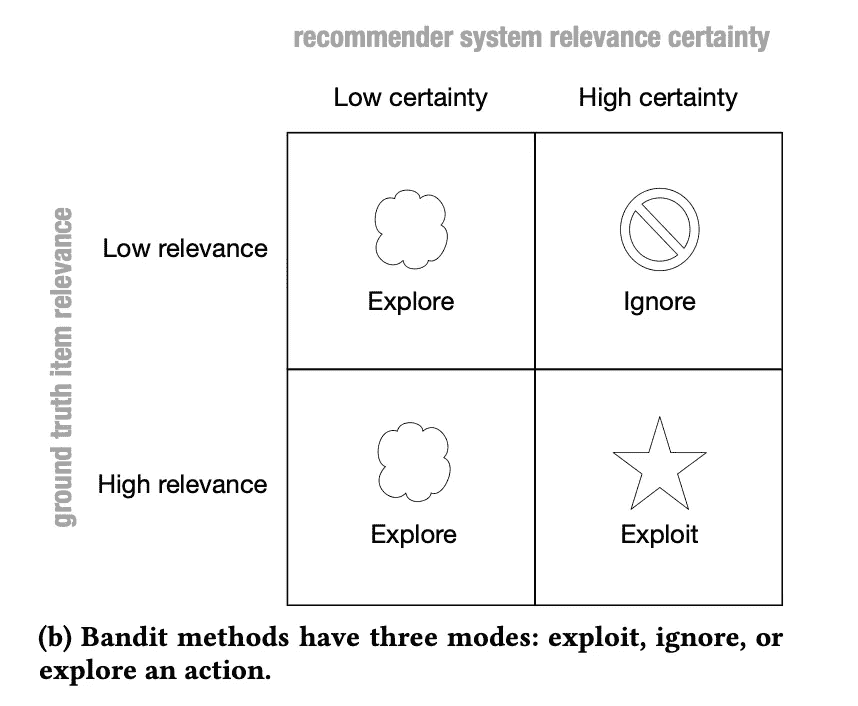 recommender system relevance certainty
Low certainty
High certainty
ground truth item relevance
Low relevance
Explore
Ignore
High relevance
Explore
Exploit
(b) Bandit methods have three modes: exploit, ignore, or
explore an action.